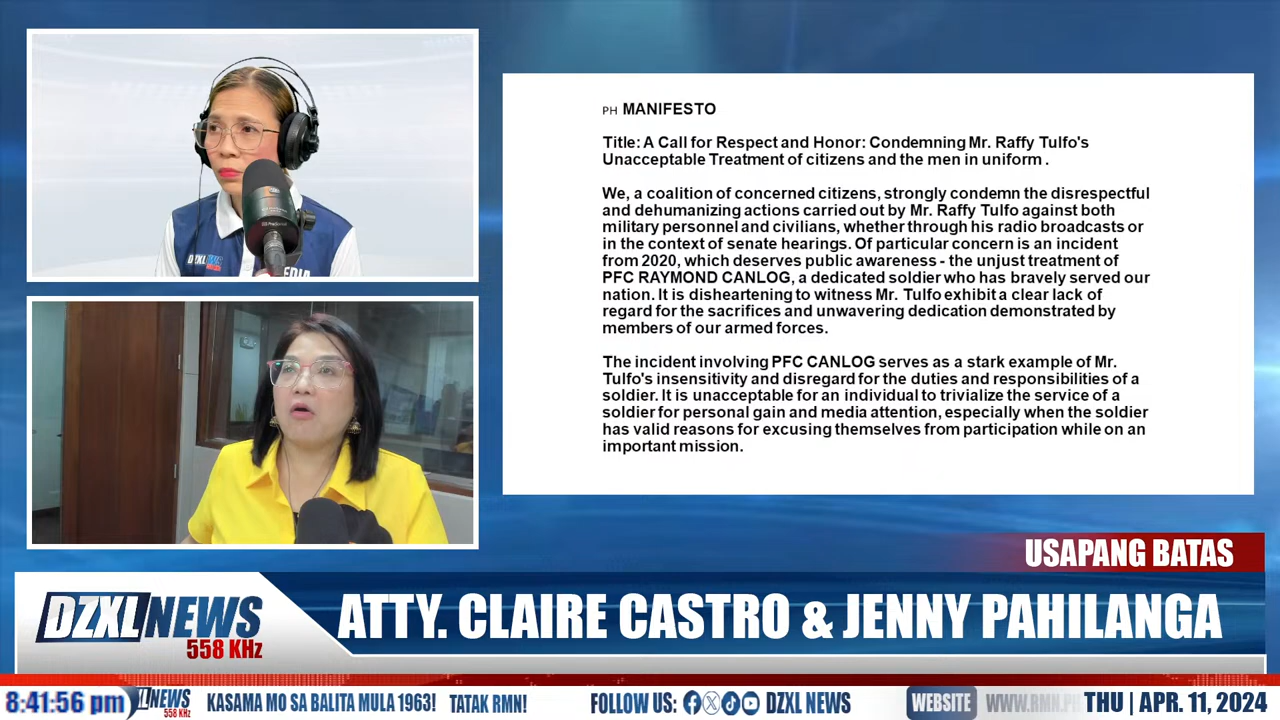 PH MANIFESTO
Title: A Call for Respect and Honor: Condemning Mr. Raffy Tulfo's
Unacceptable Treatment of citizens and the men in uniform .
We, a coalition of concerned citizens, strongly condemn the disrespectful
and dehumanizing actions carried out by Mr. Raffy Tulfo against both
military personnel and civilians, whether through his radio broadcasts or
in the context of senate hearings. Of particular concern is an incident
from 2020, which deserves public awareness - the unjust treatment of
PFC RAYMOND CANLOG, a dedicated soldier who has bravely served our
nation. It is disheartening to witness Mr. Tulfo exhibit a clear lack of
regard for the sacrifices and unwavering dedication demonstrated by
members of our armed forces.
The incident involving PFC CANLOG serves as a stark example of Mr.
Tulfo's insensitivity and disregard for the duties and responsibilities of a
soldier. It is unacceptable for an individual to trivialize the service of a
soldier for personal gain and media attention, especially when the soldier
has valid reasons for excusing themselves from participation while on an
important mission.
DZXL
USAPANG BATAS
DZXL NEWS
558 KHz
ATTY. CLAIRE CASTRO & JENNY PAHILANGA
8:41:56 pm
NEWS
558 KHz
KASAMA MO SA BALITA MULA 1963!
TATAK RMN!
FOLLOW US:
DZXL NEWS
WEBSITE
WWW.RMN.P
THU | APR. 11, 2024